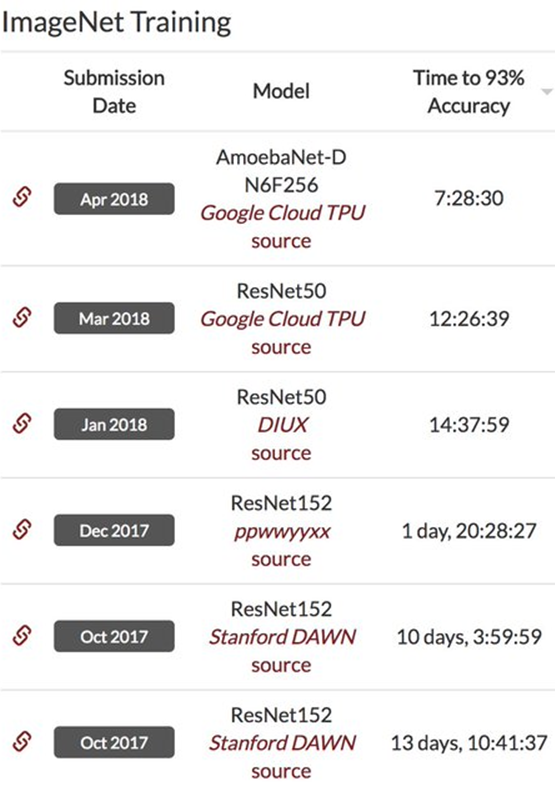 ImageNet Training
Submission Date Model Time to 93% Accuracy
Apr 2018 AmoebaNet-D N6F256 7:28:30
Google Cloud TPU
source
Mar 2018 ResNet50 12:26:39
Google Cloud TPU
source
Jan 2018 ResNet50 14:37:59
DIUX
source
Dec 2017 ResNet152 1 day, 20:28:27
ppwwyyxx
source
Oct 2017 ResNet152 10 days, 3:59:59
Stanford DAWN
source
Oct 2017 ResNet152 13 days, 10:41:37
Stanford DAWN
source